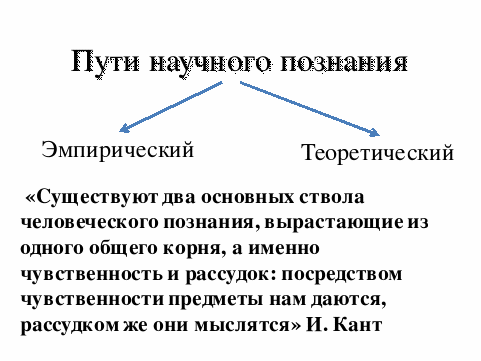 Пути научного познания
Эмпирический
Теоретический
«Существуют два основных ствола
человеческого познания, вырастающие из
одного общего корня, а именно
чувственность и рассудок: посредством
чувственности предметы нам даются,
рассудком же они мыслятся» И. Кант